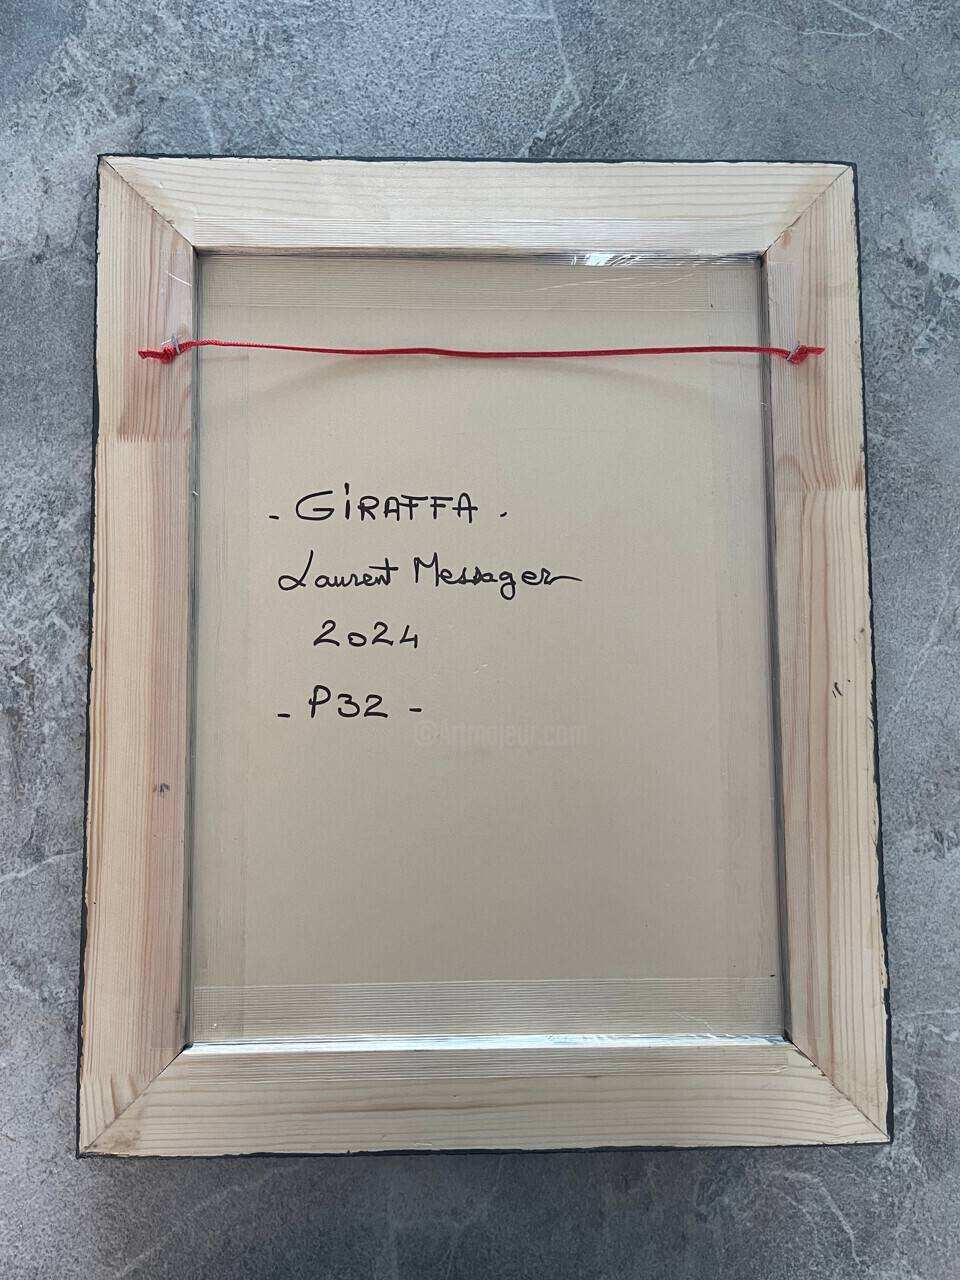 - GiRAFFA .
Laurent Messager
2024
- P32 -
©Artmajeur.com